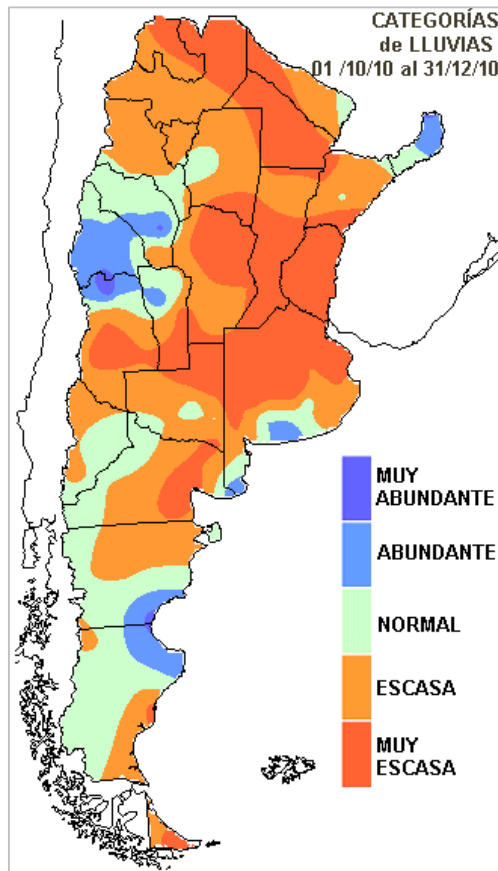 CATEGORÍAS
de LLUVIAS
01 /10/10 al 31/12/10
MUY
ABUNDANTE
ABUNDANTE
NORMAL
ESCASA
MUY
ESCASA